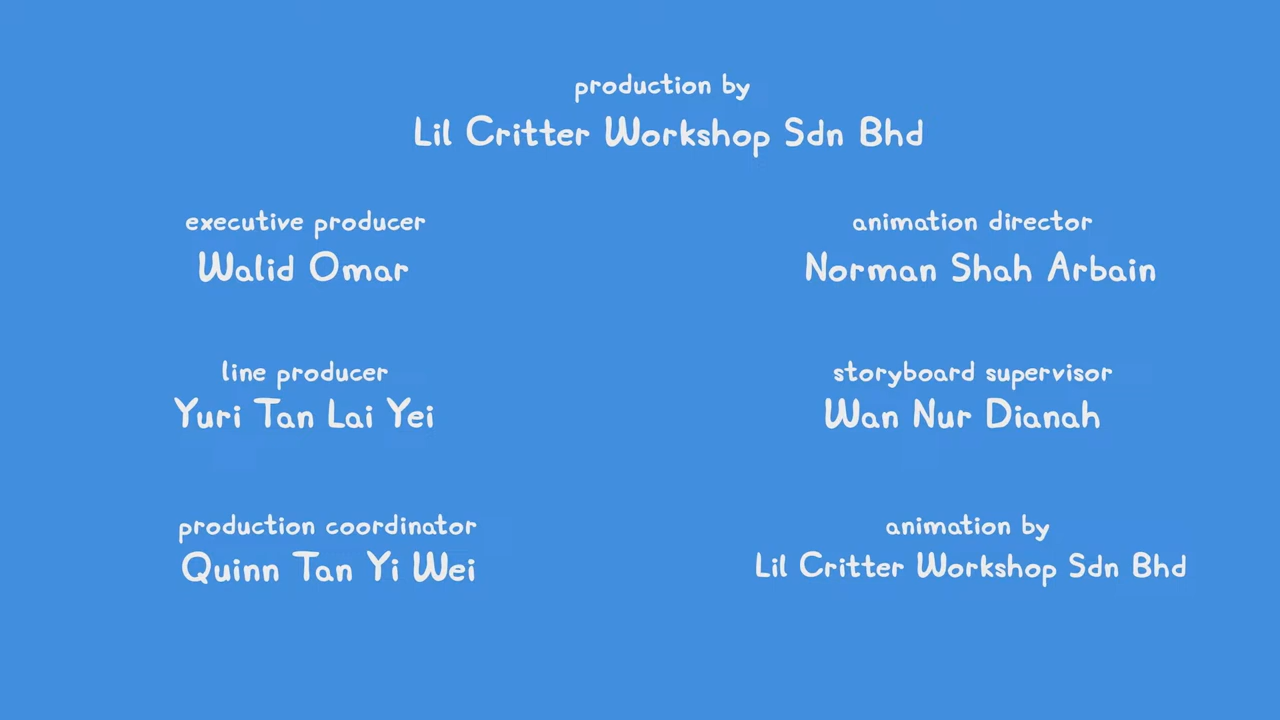 production by
Lil Critter Workshop Sdn Bhd
executive producer
Walid Omar
animation director
Norman Shah Arbain
line producer
Yuri Tan Lai Yei
storyboard supervisor
Wan Nur Dianah
production coordinator
Quinn Tan Yi Wei
animation by
Lil Critter Workshop Sdn Bhd